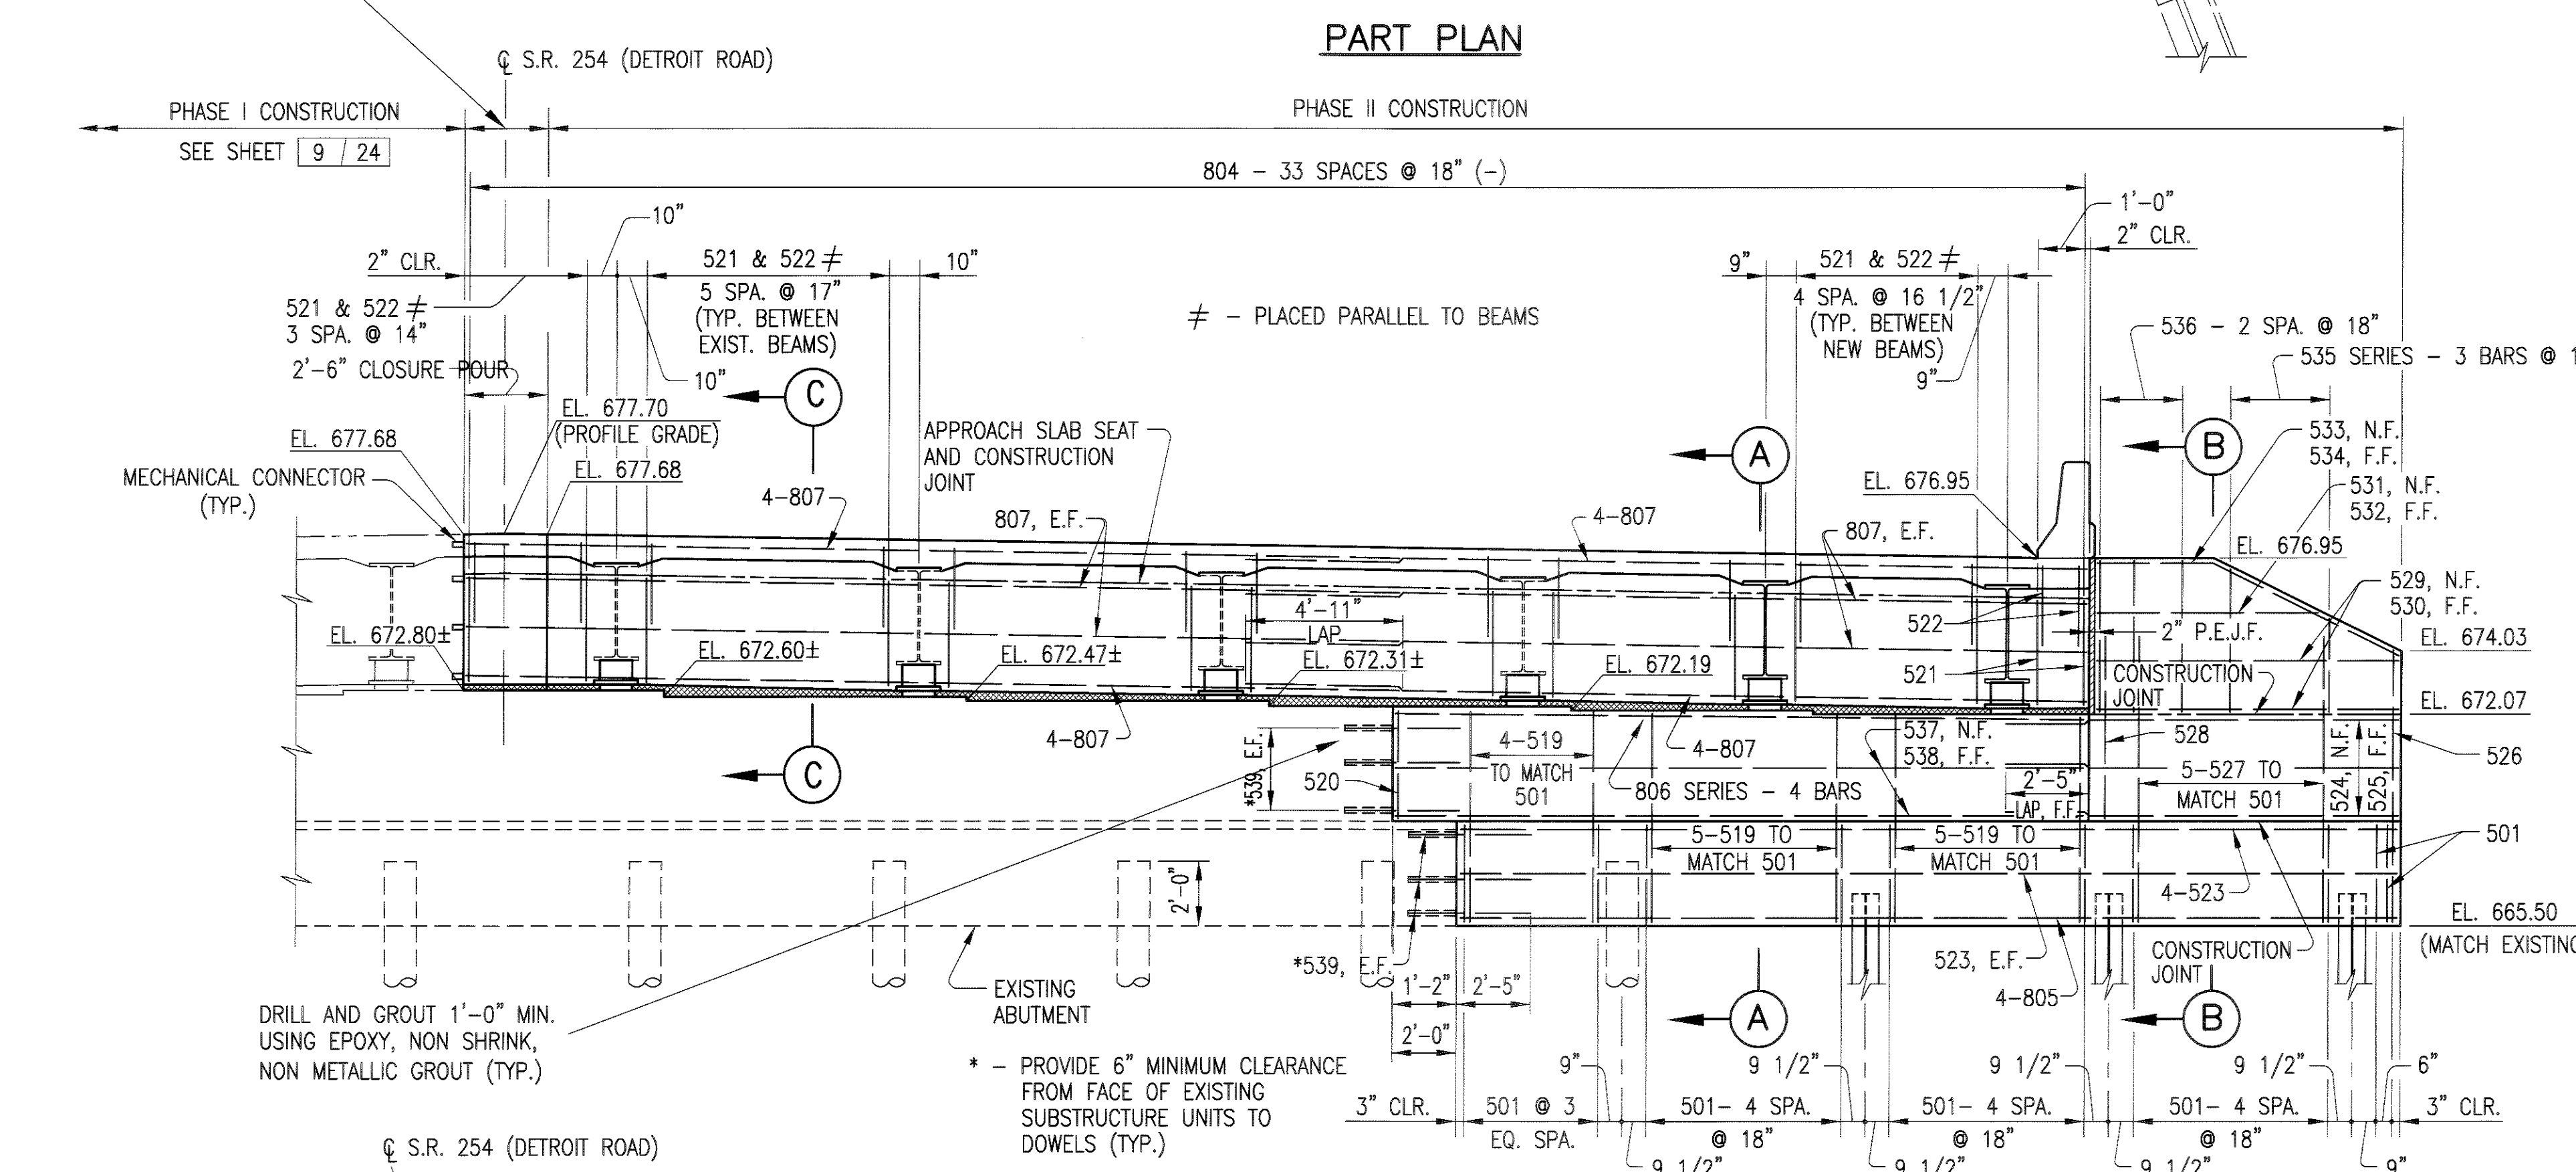 PART PLAN
℄ S.R. 254 (DETROIT ROAD)
PHASE I CONSTRUCTION
PHASE II CONSTRUCTION
SEE SHEET 9 / 24
804 - 33 SPACES @ 18" (-)
10"
1'-0"
2" CLR.
2" CLR.
521 & 522 ≠
10"
9"
521 & 522 ≠
5 SPA. @ 17"
(TYP. BETWEEN
EXIST. BEAMS)
4 SPA. @ 16 1/2"
(TYP. BETWEEN
NEW BEAMS)
521 & 522 ≠
3 SPA. @ 14"
≠ - PLACED PARALLEL TO BEAMS
536 - 2 SPA. @ 18"
535 SERIES - 3 BARS @ 1
2'-6" CLOSURE POUR
10"
9"
C
EL. 677.70
(PROFILE GRADE)
EL. 677.68
EL. 677.68
MECHANICAL CONNECTOR
(TYP.)
APPROACH SLAB SEAT
AND CONSTRUCTION
JOINT
A
B
533, N.F.
534, F.F.
531, N.F.
532, F.F.
4-807
807, E.F.
4-807
EL. 676.95
807, E.F.
EL. 676.95
529, N.F.
530, F.F.
4'-11"
LAP
522
2" P.E.J.F.
EL. 674.03
EL. 672.80±
EL. 672.60±
EL. 672.47±
EL. 672.31±
EL. 672.19
521
CONSTRUCTION
JOINT
EL. 672.07
4-807
4-807
C
*539, E.F.
520
4-519
TO MATCH
501
806 SERIES - 4 BARS
537, N.F.
538, F.F.
2'-5"
LAP, F.F.
528
5-527 TO
MATCH 501
524, N.F.
525, F.F.
526
5-519 TO
MATCH 501
5-519 TO
MATCH 501
501
2'-0"
4-523
EL. 665.50
(MATCH EXISTING
*539, E.F.
523, E.F.
CONSTRUCTION
JOINT
4-805
EXISTING
ABUTMENT
1'-2"
2'-5"
2'-0"
A
B
DRILL AND GROUT 1'-0" MIN.
USING EPOXY, NON SHRINK,
NON METALLIC GROUT (TYP.)
* - PROVIDE 6" MINIMUM CLEARANCE
FROM FACE OF EXISTING
SUBSTRUCTURE UNITS TO
DOWELS (TYP.)
9"
9 1/2"
9 1/2"
9 1/2"
6"
3" CLR.
501 @ 3
EQ. SPA.
501- 4 SPA.
@ 18"
501- 4 SPA.
@ 18"
501- 4 SPA.
@ 18"
3" CLR.
9 1/2"
9 1/2"
9 1/2"
9"
℄ S.R. 254 (DETROIT ROAD)